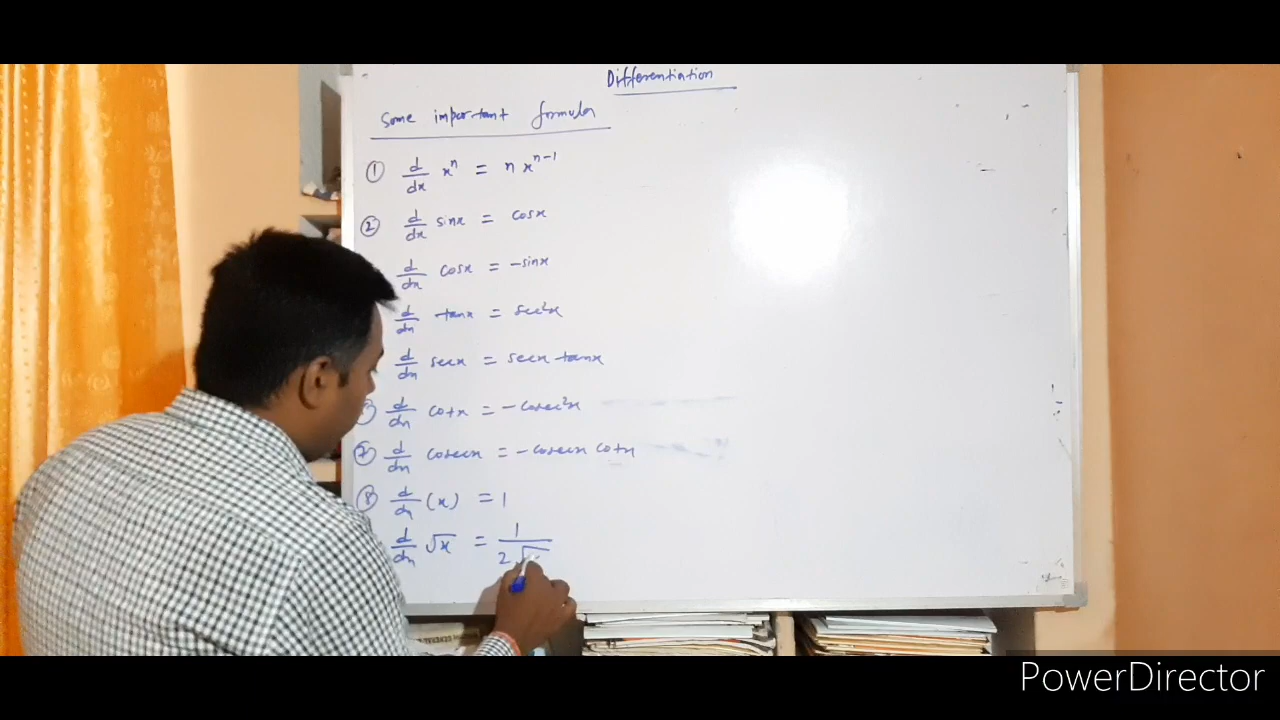 Differentiation
Some important formula
① d/dx xⁿ = n xⁿ⁻¹
② d/dx sinx = cosx
d/dx cosx = -sinx
d/dx tanx = sec²x
d/dx secx = secx tanx
d/dx cotx = -cosec²x
⑦ d/dx cosecx = -cosecx cotx
⑧ d/dx (x) = 1
d/dx √x = 1/2√
PowerDirector